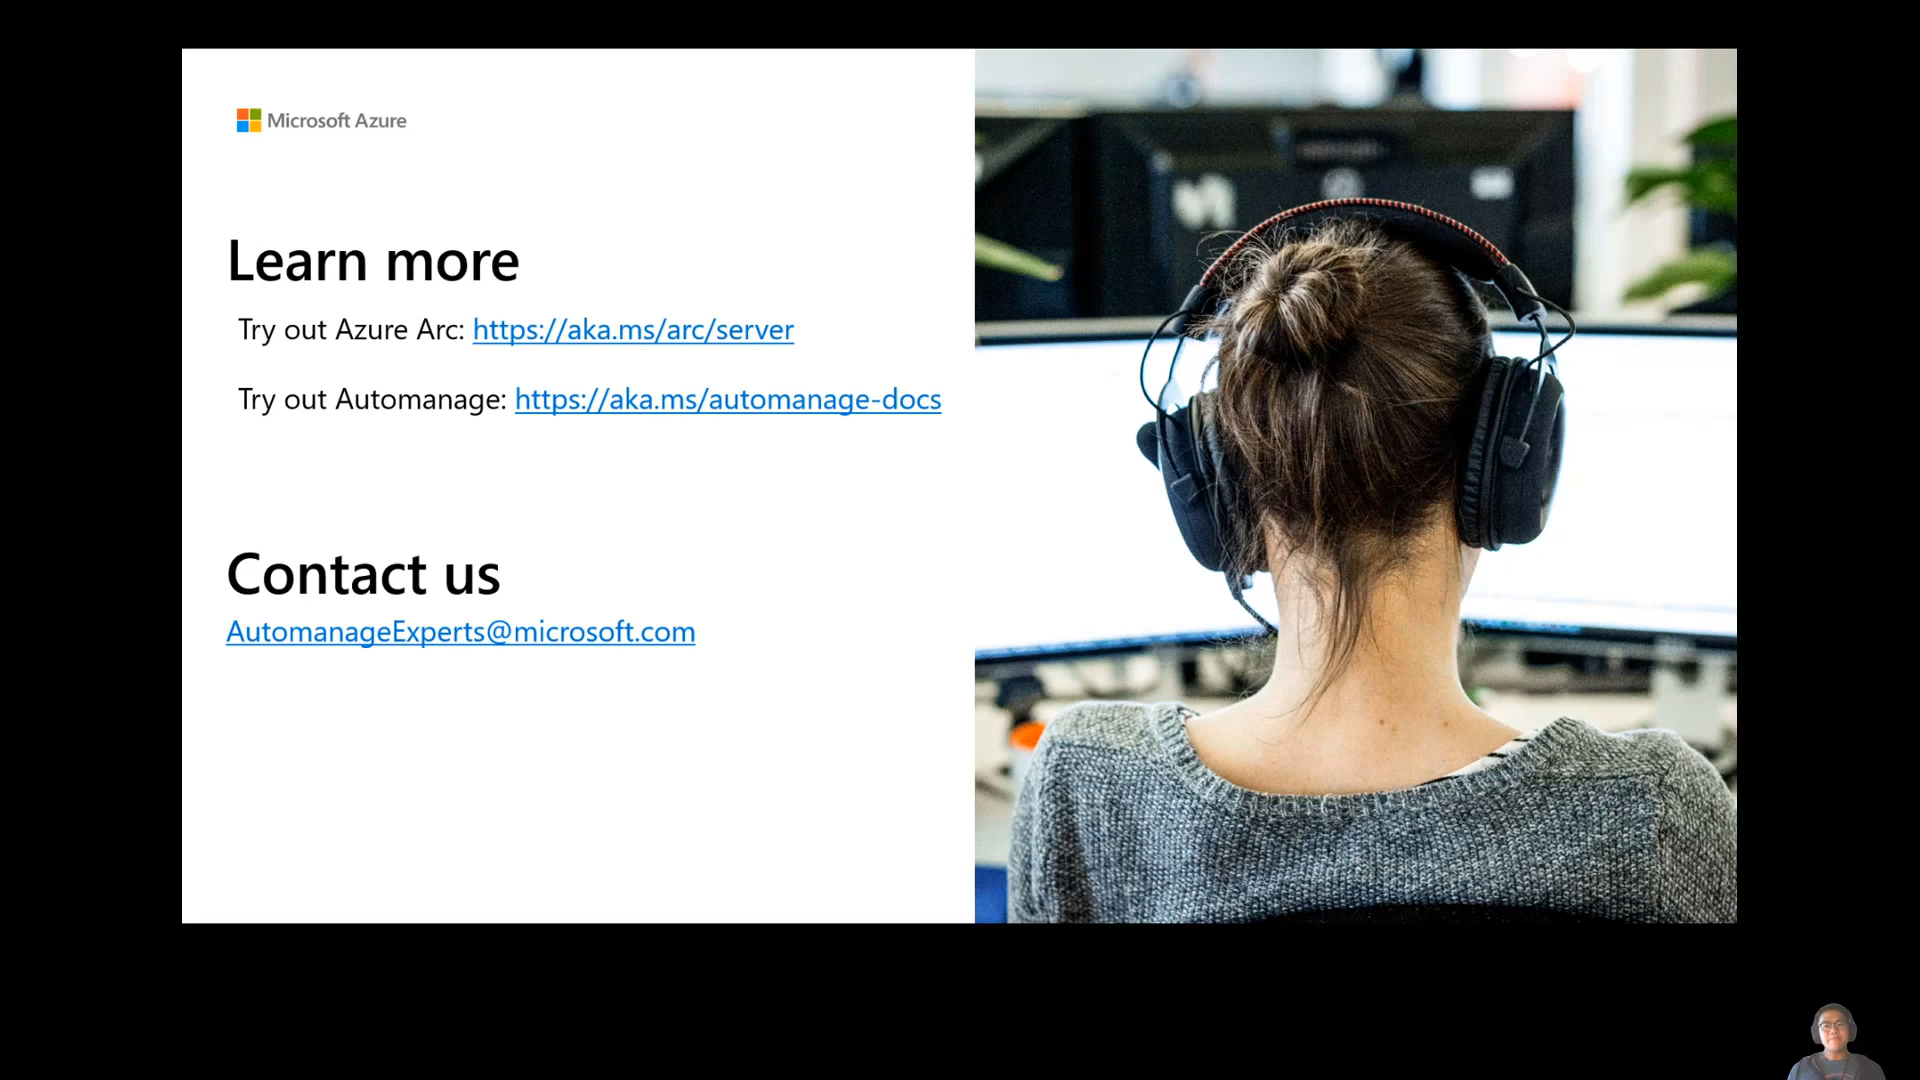 Microsoft Azure
Learn more
Try out Azure Arc: https://aka.ms/arc/server
Try out Automanage: https://aka.ms/automanage-docs
Contact us
AutomanageExperts@microsoft.com